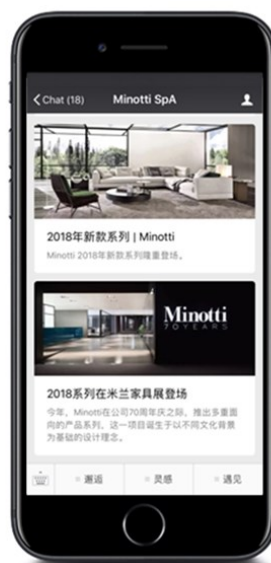 Chat (18)
Minotti SpA
2018年新款系列 | Minotti
Minotti 2018年新款系列隆重登场。
Minotti
70 YEARS
2018系列在米兰家具展登场
今年，Minotti在公司70周年庆之际，推出多重面
向的产品系列，这一项目诞生于以不同文化背景
为基础的设计理念。
邂逅
灵感
遇见